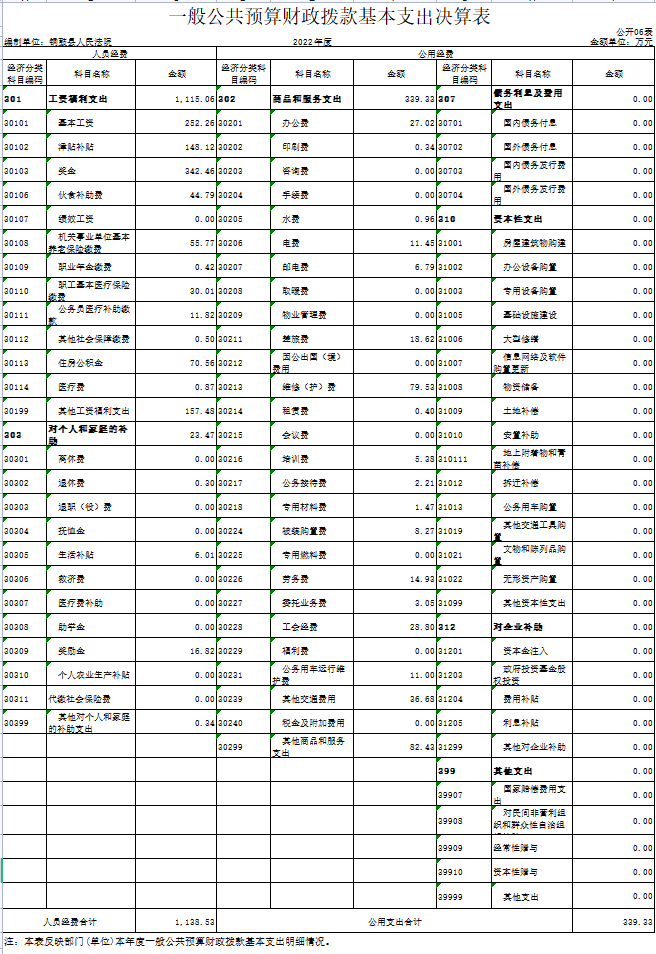 一般公共预算财政拨款基本支出决算表
公开06表
编制单位：铜鼓县人民法院 2022年度 金额单位：万元
人员经费 公用经费
经济分类科目编码 科目名称 金额 经济分类科目编码 科目名称 金额 经济分类科目编码 科目名称 金额
301 工资福利支出 1,115.06 302 商品和服务支出 339.33 307 债务利息及费用支出 0.00
30101 基本工资 252.26 30201 办公费 27.02 30701 国内债务付息 0.00
30102 津贴补贴 148.12 30202 印刷费 0.34 30702 国外债务付息 0.00
30103 奖金 342.46 30203 咨询费 0.00 30703 国内债务发行费用 0.00
30106 伙食补助费 44.79 30204 手续费 0.00 30704 国外债务发行费用 0.00
30107 绩效工资 0.00 30205 水费 0.96 310 资本性支出 0.00
30108 机关事业单位基本养老保险缴费 55.77 30206 电费 11.45 31001 房屋建筑物购建 0.00
30109 职业年金缴费 0.42 30207 邮电费 6.79 31002 办公设备购置 0.00
30110 职工基本医疗保险缴费 30.01 30208 取暖费 0.00 31003 专用设备购置 0.00
30111 公务员医疗补助缴款 11.82 30209 物业管理费 0.00 31005 基础设施建设 0.00
30112 其他社会保障缴费 0.50 30211 差旅费 18.62 31006 大型修缮 0.00
30113 住房公积金 70.56 30212 因公出国（境）费用 0.00 31007 信息网络及软件购置更新 0.00
30114 医疗费 0.87 30213 维修（护）费 79.53 31008 物资储备 0.00
30199 其他工资福利支出 157.48 30214 租赁费 0.40 31009 土地补偿 0.00
303 对个人和家庭的补助 23.47 30215 会议费 0.00 31010 安置补助 0.00
30301 离休费 0.00 30216 培训费 5.38 310111 地上附着物和青苗补偿 0.00
30302 退休费 0.30 30217 公务接待费 2.21 31012 拆迁补偿 0.00
30303 退职（役）费 0.00 30218 专用材料费 1.47 31013 公务用车购置 0.00
30304 抚恤金 0.00 30224 被装购置费 8.27 31019 其他交通工具购置 0.00
30305 生活补贴 6.01 30225 专用燃料费 0.00 31021 文物和陈列品购置 0.00
30306 救济费 0.00 30226 劳务费 14.93 31022 无形资产购置 0.00
30307 医疗费补助 0.00 30227 委托业务费 3.05 31099 其他资本性支出 0.00
30308 助学金 0.00 30228 工会经费 28.80 312 对企业补助 0.00
30309 奖励金 16.82 30229 福利费 0.00 31201 资本金注入 0.00
30310 个人农业生产补贴 0.00 30231 公务用车运行维护费 11.00 31203 政府投资基金股权投资 0.00
30311 代缴社会保险费 0.00 30239 其他交通费用 36.68 31204 费用补贴 0.00
30399 其他对个人和家庭的补助支出 0.34 30240 税金及附加费用 0.00 31205 利息补贴 0.00
30299 其他商品和服务支出 82.43 31299 其他对企业补助 0.00
399 其他支出 0.00
39907 国家赔偿费用支出 0.00
39908 对民间非营利组织和群众性自治组 0.00
39909 经常性赠与 0.00
39910 资本性赠与 0.00
39999 其他支出 0.00
人员经费合计 1,138.53 公用支出合计 339.33
注：本表反映部门(单位)本年度一般公共预算财政拨款基本支出明细情况。